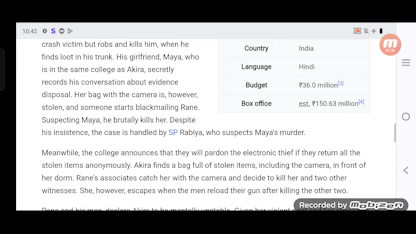 10:42
crash victim but robs and kills him, when he
finds loot in his trunk. His girlfriend, Maya, who
is in the same college as Akira, secretly
records his conversation about evidence
disposal. Her bag with the camera is, however,
stolen, and someone starts blackmailing Rane.
Suspecting Maya, he brutally kills her. Despite
his insistence, the case is handled by SP Rabiya, who suspects Maya's murder.
Country India
Language Hindi
Budget ₹36.0 million[3]
Box office est. ₹150.63 million[4]
Meanwhile, the college announces that they will pardon the electronic thief if they return all the
stolen items anonymously. Akira finds a bag full of stolen items, including the camera, in front of
her dorm. Rane's associates catch her with the camera and decide to kill her and two other
witnesses. She, however, escapes when the men reload their gun after killing the other two.
Recorded by mobizen